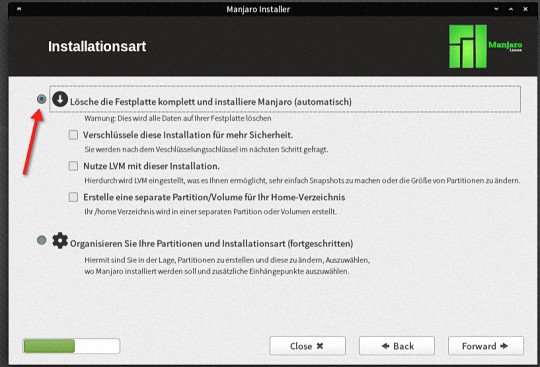 Manjaro Installer
Installationsart
Manjaro
Linux
Lösche die Festplatte komplett und installiere Manjaro (automatisch)
Warnung: Dies wird alle Daten auf Ihrer Festplatte löschen
Verschlüssele diese Installation für mehr Sicherheit.
Sie werden nach dem Veschlüsselungsschlüssel im nächsten Schritt gefragt.
Nutze LVM mit dieser Installation.
Hierdurch wird LVM eingestellt, was es Ihnen ermöglicht, sehr einfach Snapshots zu machen oder die Größe von Partitionen zu ändern.
Erstelle eine separate Partition/Volume für Ihr Home-Verzeichnis
Ihr /home Verzeichnis wird in einer separaten Partition oder Volumen erstellt.
Organisieren Sie Ihre Partitionen und Installationsart (fortgeschritten)
Hiermit sind Sie in der Lage, Partitionen zu erstellen und diese zu ändern, Auszuwählen,
wo Manjaro installiert werden soll und zusätzliche Einhängepunkte auszuwählen.
Close
Back
Forward